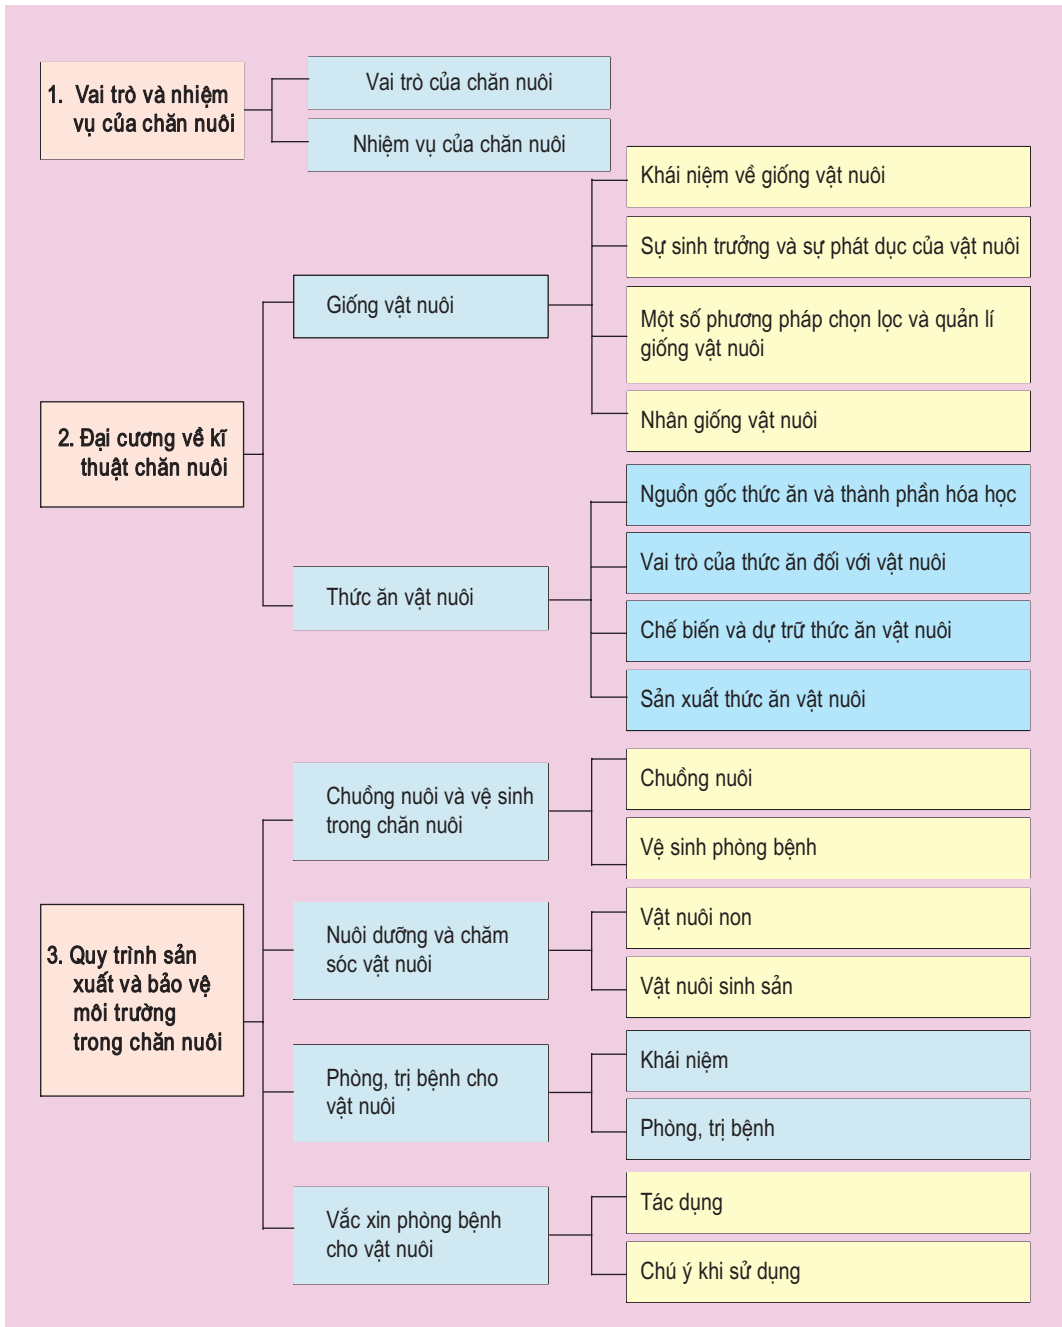 1. Vai trò và nhiệm
vụ của chăn nuôi
Vai trò của chăn nuôi
Nhiệm vụ của chăn nuôi
2. Đại cương về kĩ
thuật chăn nuôi
Giống vật nuôi
Khái niệm về giống vật nuôi
Sự sinh trưởng và sự phát dục của vật nuôi
Một số phương pháp chọn lọc và quản lí
giống vật nuôi
Nhân giống vật nuôi
Thức ăn vật nuôi
Nguồn gốc thức ăn và thành phần hóa học
Vai trò của thức ăn đối với vật nuôi
Chế biến và dự trữ thức ăn vật nuôi
Sản xuất thức ăn vật nuôi
3. Quy trình sản
xuất và bảo vệ
môi trường
trong chăn nuôi
Chuồng nuôi và vệ sinh
trong chăn nuôi
Chuồng nuôi
Vệ sinh phòng bệnh
Nuôi dưỡng và chăm
sóc vật nuôi
Vật nuôi non
Vật nuôi sinh sản
Phòng, trị bệnh cho
vật nuôi
Khái niệm
Phòng, trị bệnh
Vắc xin phòng bệnh
cho vật nuôi
Tác dụng
Chú ý khi sử dụng